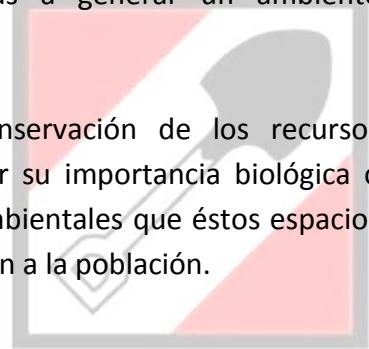 as a generar un ambiente
nservación de los recurso
r su importancia biológica
mbientales que éstos espacio
n a la población.